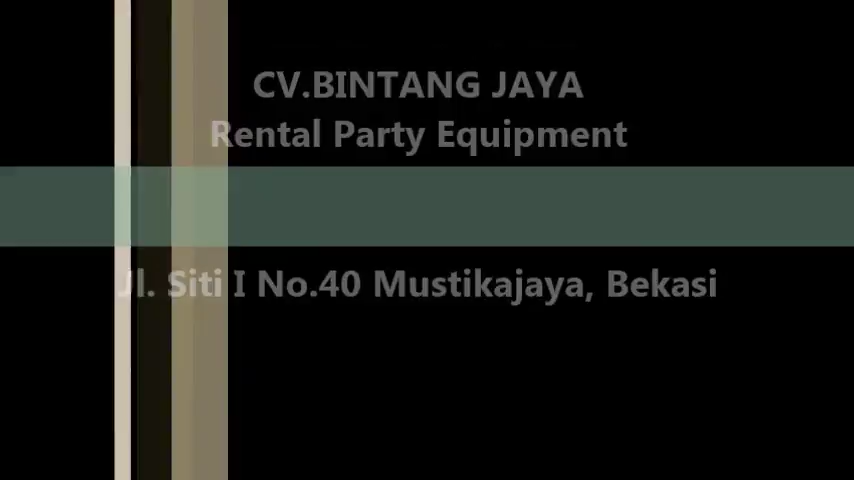 CV.BINTANG JAYA
Rental Party Equipment
Jl. Siti I No.40 Mustikajaya, Bekasi